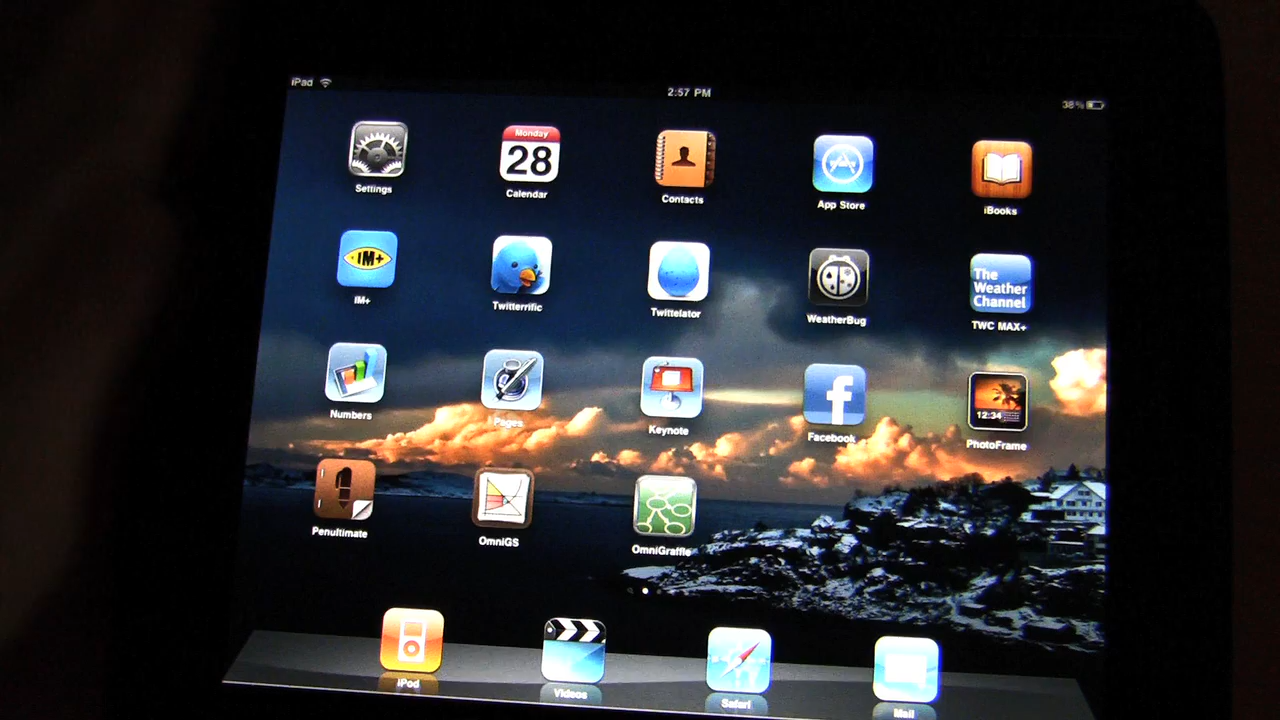 iPad
2:57 PM
38%
Monday
28
Settings
Calendar
Contacts
App Store
iBooks
IM+
The
Weather
Channel
IM+
Twitterrific
Twittelator
WeatherBug
TWC MAX+
f
12:34
Numbers
Pages
Keynote
Facebook
PhotoFrame
Penultimate
OmniGS
OmniGraffle
iPod
Videos
Safari
Mail